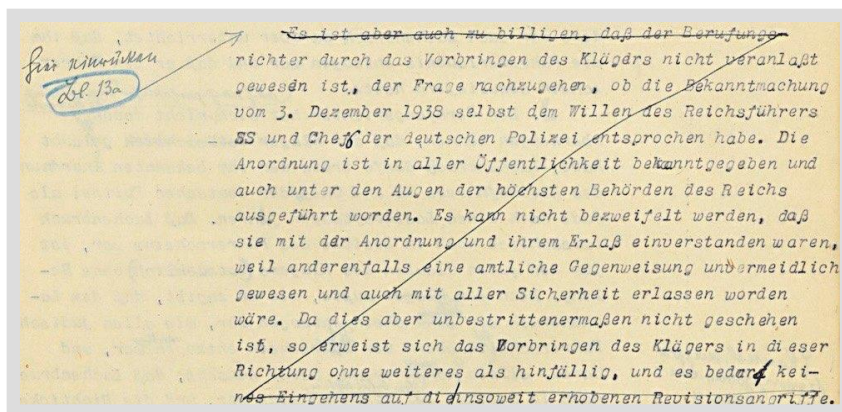 Es ist aber auch zu billigen, daß der Berufungs-
hier einrücken
Bl. 13a
richter durch das Vorbringen des Klägers nicht veranlaßt
gewesen ist, der Frage nachzugehen, ob die Bekanntmachung
vom 3. Dezember 1938 selbst dem Willen des Reichsführers
SS und Chef der deutschen Polizei entsprochen habe. Die
Anordnung ist in aller Öffentlichkeit bekanntgegeben und
auch unter den Augen der höchsten Behörden des Reichs
ausgeführt worden. Es kann nicht bezweifelt werden, daß
sie mit der Anordnung und ihrem Erlaß einverstanden waren,
weil anderenfalls eine amtliche Gegenweisung unvermeidlich
gewesen und auch mit aller Sicherheit erlassen worden
wäre. Da dies aber unbestrittenermaßen nicht geschehen
ist, so erweist sich das Vorbringen des Klägers in dieser
Richtung ohne weiteres als hinfällig, und es bedarf kei-
nes Eingehens auf die insoweit erhobenen Revisionsangriffe.